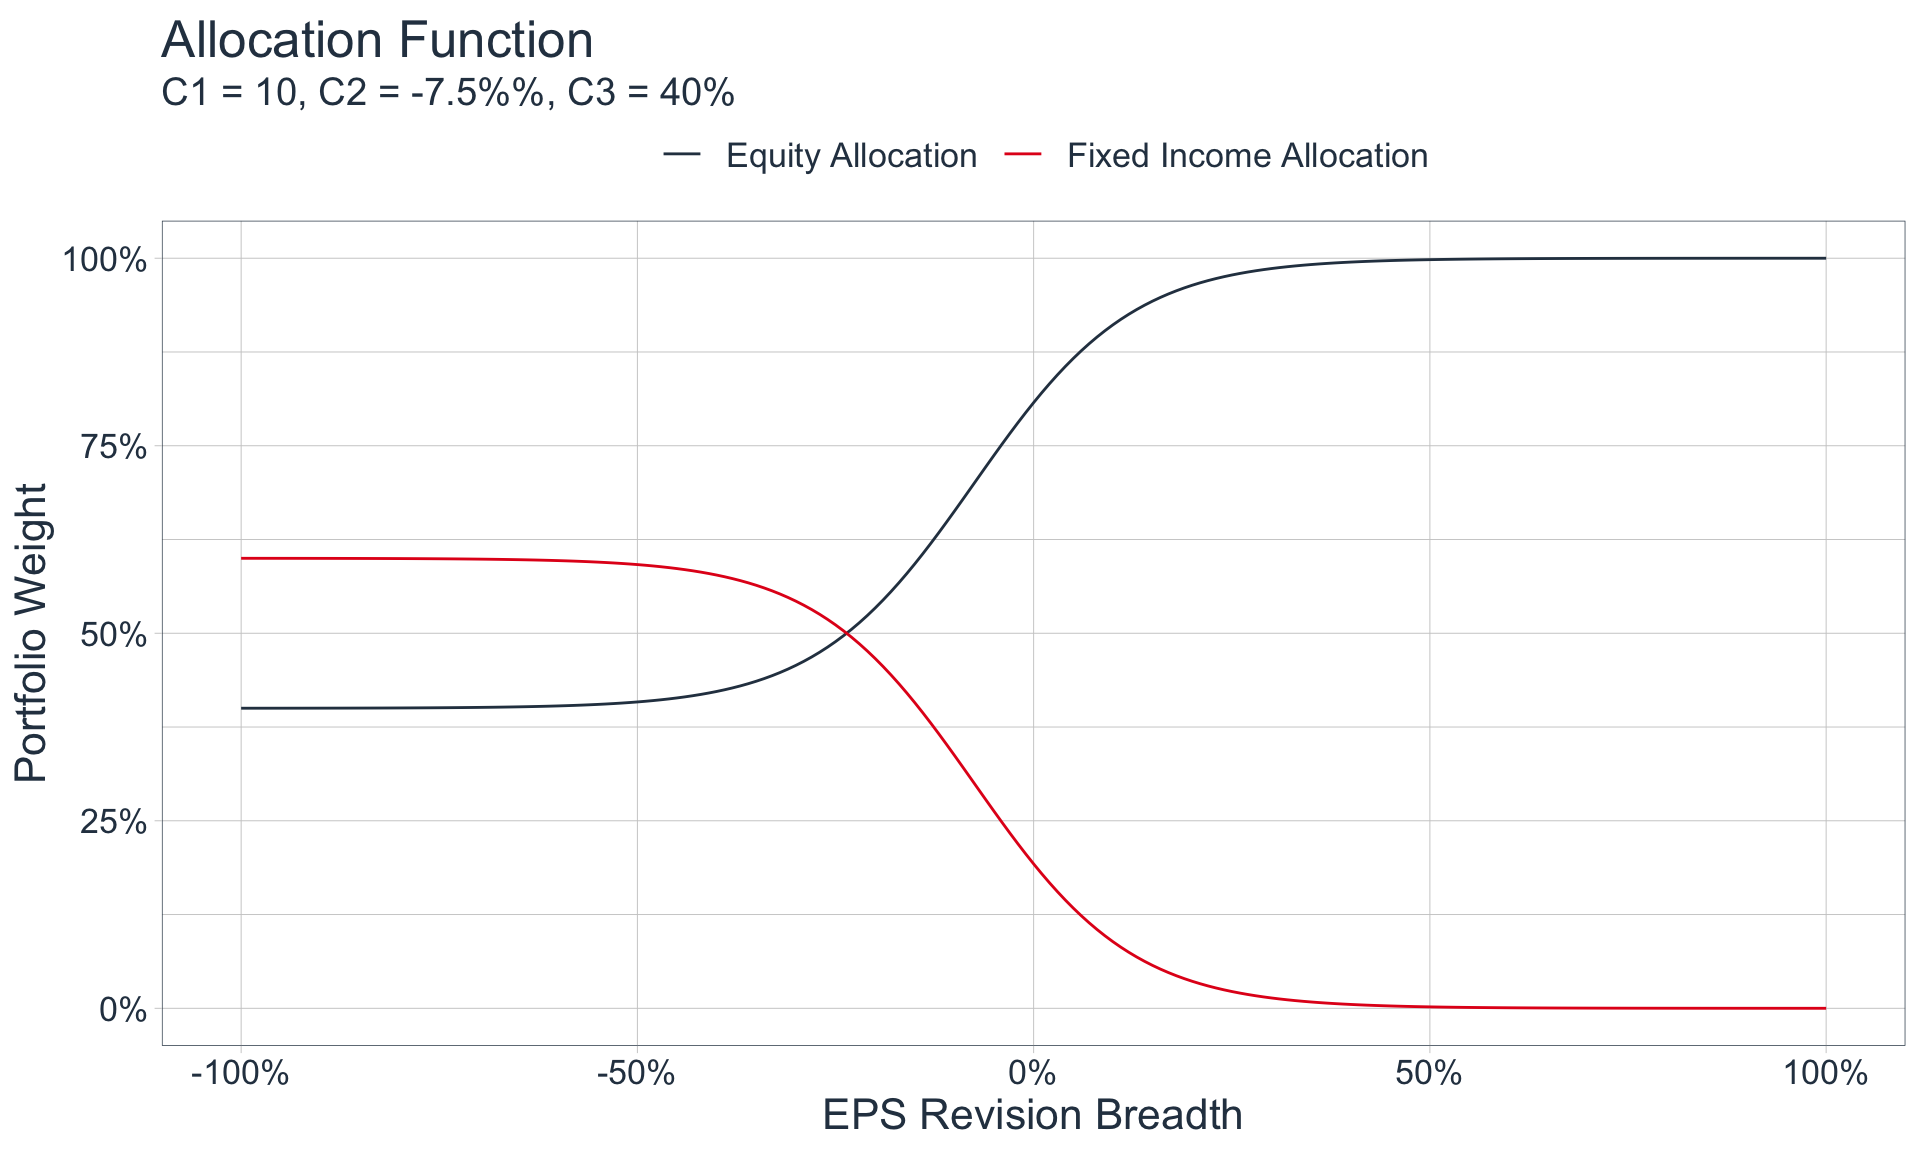 Allocation Function
C1 = 10, C2 = -7.5%%, C3 = 40%
Equity Allocation Fixed Income Allocation
100%
75%
50%
25%
0%
Portfolio Weight
-100% -50% 0% 50% 100%
EPS Revision Breadth